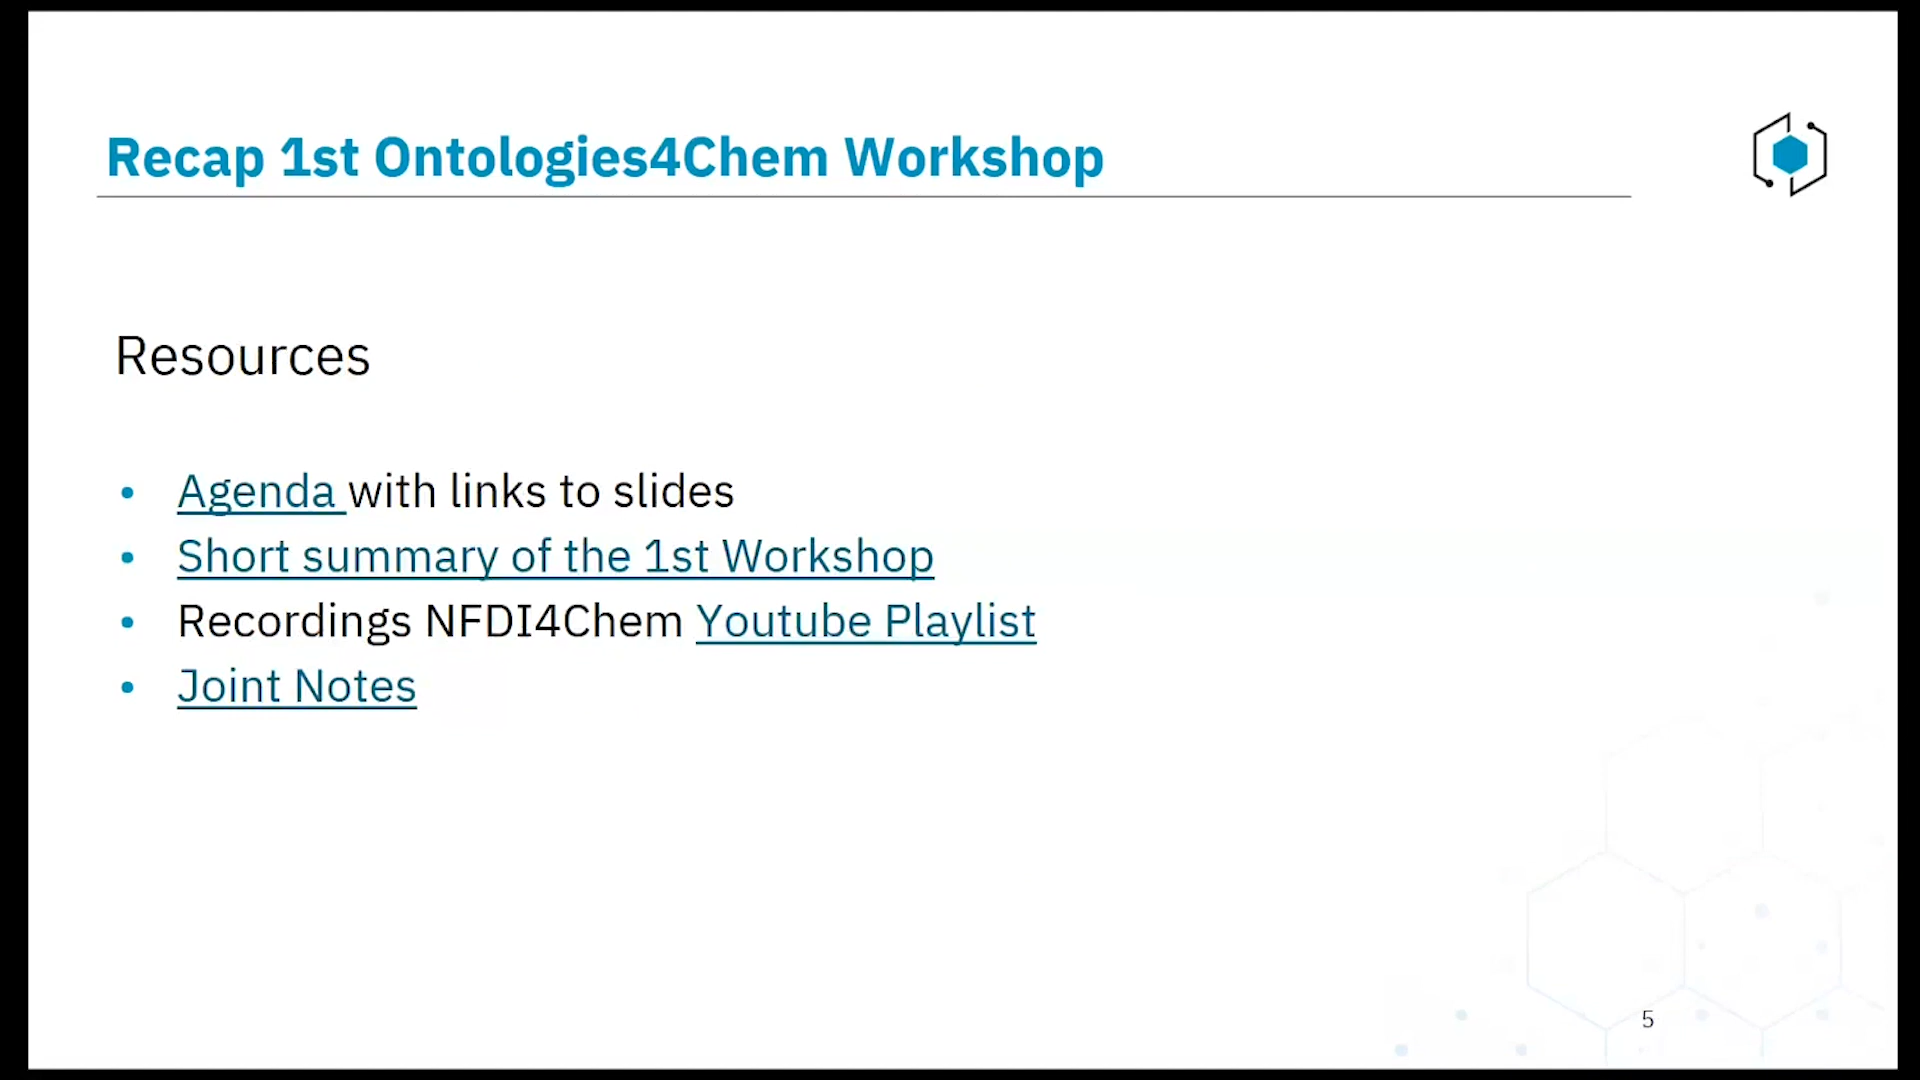 Recap 1st Ontologies4Chem Workshop
Resources
• Agenda with links to slides
• Short summary of the 1st Workshop
• Recordings NFDI4Chem Youtube Playlist
• Joint Notes
5